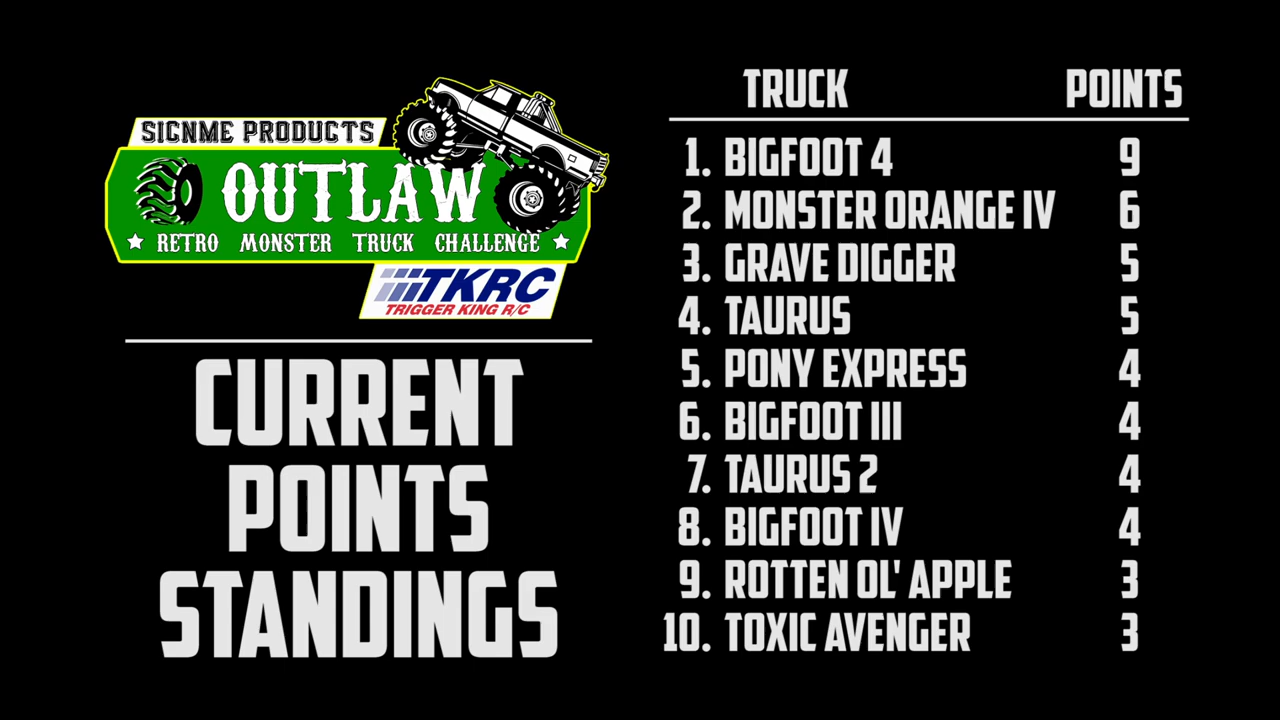 SICNME PRODUCTS
OUTLAW
RETRO MONSTER TRUCK CHALLENGE
TKRC
TRIGGER KING R/C
CURRENT
POINTS
STANDINGS
TRUCK POINTS
1. BIGFOOT 4 9
2. MONSTER ORANGE IV 6
3. GRAVE DIGGER 5
4. TAURUS 5
5. PONY EXPRESS 4
6. BIGFOOT III 4
7. TAURUS 2 4
8. BIGFOOT IV 4
9. ROTTEN OL' APPLE 3
10. TOXIC AVENGER 3